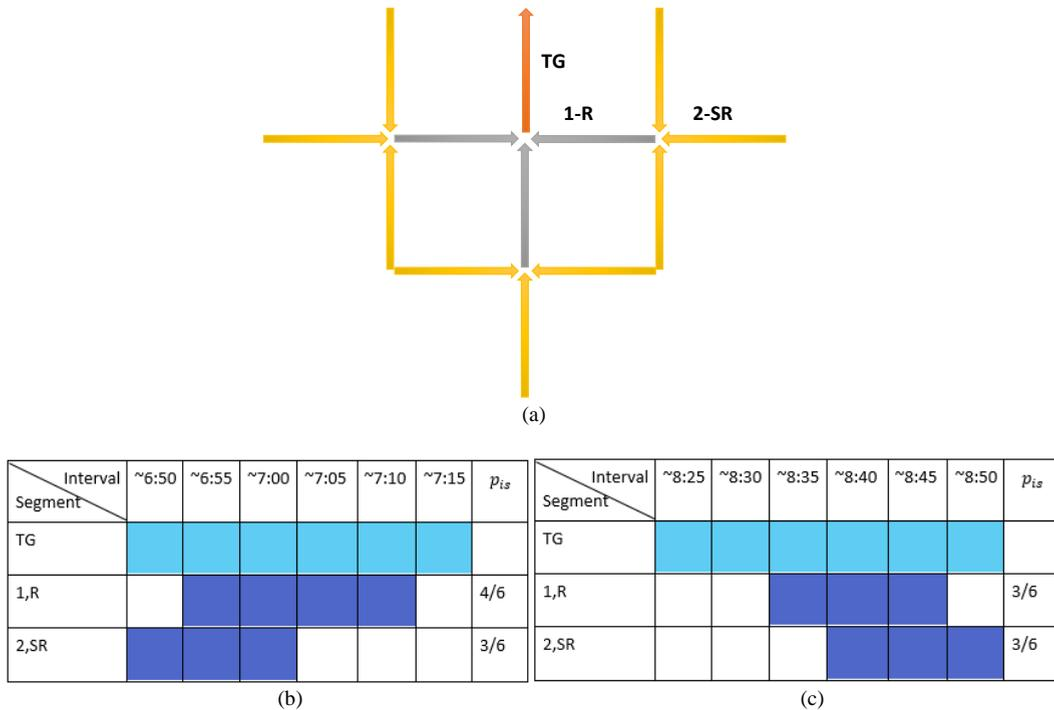 TG
1-R 2-SR
(a)
Interval ~6:50 ~6:55 ~7:00 ~7:05 ~7:10 ~7:15 p_is
Segment
TG
1,R 4/6
2,SR 3/6
(b)
Interval ~8:25 ~8:30 ~8:35 ~8:40 ~8:45 ~8:50 p_is
Segment
TG
1,R 3/6
2,SR 3/6
(c)